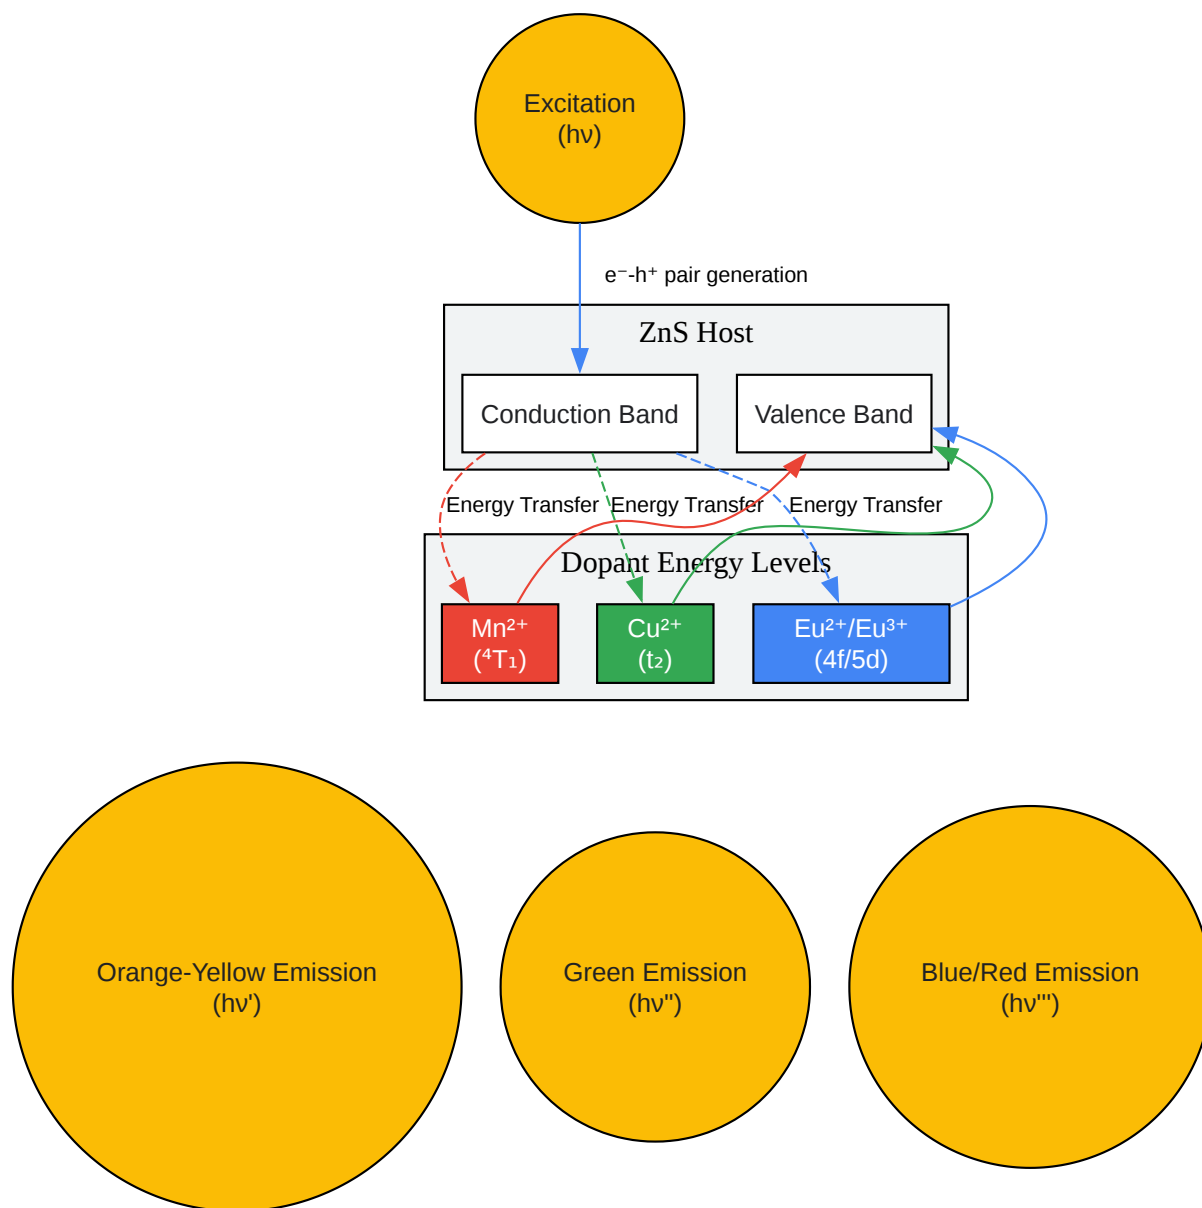 Excitation
(hν)
e⁻-h⁺ pair generation
ZnS Host
Conduction Band
Valence Band
Energy Transfer
Energy Transfer
Energy Transfer
Dopant Energy Levels
Mn²⁺
(⁴T₁)
Cu²⁺
(t₂)
Eu²⁺/Eu³⁺
(4f/5d)
Orange-Yellow Emission
(hν')
Green Emission
(hν'')
Blue/Red Emission
(hν''')